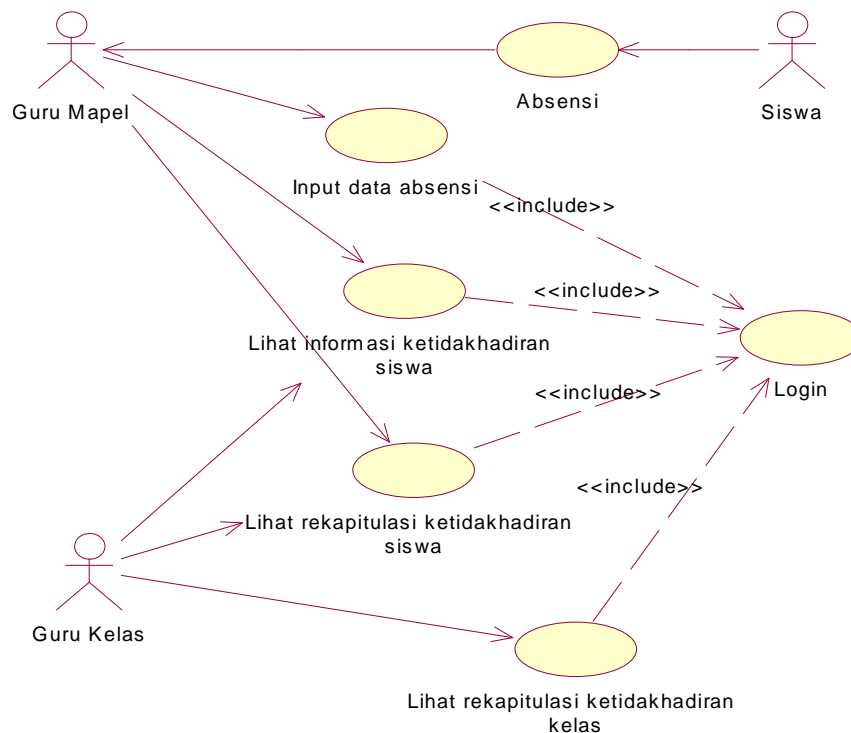 Guru Mapel
Absensi
Siswa
Input data absensi
<<include>>
<<include>>
Lihat informasi ketidakhadiran
siswa
<<include>>
Login
<<include>>
Lihat rekapitulasi ketidakhadiran
siswa
Guru Kelas
Lihat rekapitulasi ketidakhadiran
kelas